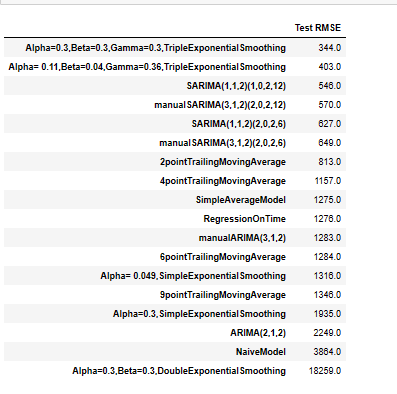 Test RMSE
Alpha=0.3,Beta=0.3,Gamma=0.3,TripleExponentialSmoothing 344.0
Alpha= 0.11,Beta=0.04,Gamma=0.36,TripleExponentialSmoothing 403.0
SARIMA(1,1,2)(1,0,2,12) 546.0
manualSARIMA(3,1,2)(2,0,2,12) 570.0
SARIMA(1,1,2)(2,0,2,6) 627.0
manualSARIMA(3,1,2)(2,0,2,6) 649.0
2pointTrailingMovingAverage 813.0
4pointTrailingMovingAverage 1157.0
SimpleAverageModel 1275.0
RegressionOnTime 1276.0
manualARIMA(3,1,2) 1283.0
6pointTrailingMovingAverage 1284.0
Alpha= 0.049,SimpleExponentialSmoothing 1316.0
9pointTrailingMovingAverage 1346.0
Alpha=0.3,SimpleExponentialSmoothing 1935.0
ARIMA(2,1,2) 2249.0
NaiveModel 3864.0
Alpha=0.3,Beta=0.3,DoubleExponentialSmoothing 18259.0